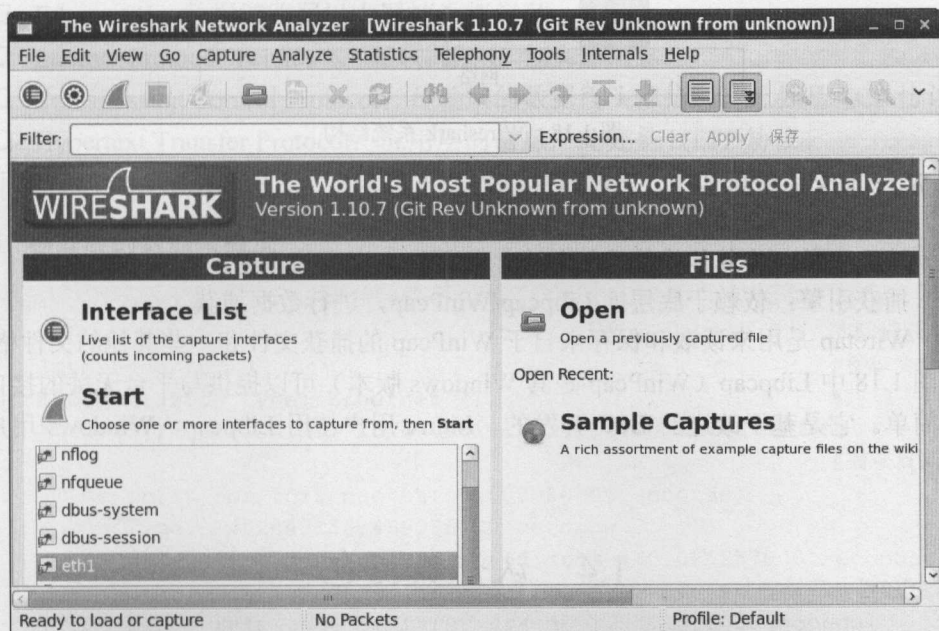 The Wireshark Network Analyzer [Wireshark 1.10.7 (Git Rev Unknown from unknown)]
File Edit View Go Capture Analyze Statistics Telephony Tools Internals Help
Filter: Expression... Clear Apply 保存
WIRESHARK
The World's Most Popular Network Protocol Analyzer
Version 1.10.7 (Git Rev Unknown from unknown)
Capture
Interface List
Live list of the capture interfaces
(counts incoming packets)
Start
Choose one or more interfaces to capture from, then Start
nflog
nfqueue
dbus-system
dbus-session
eth1
Files
Open
Open a previously captured file
Open Recent:
Sample Captures
A rich assortment of example capture files on the wiki
Ready to load or capture
No Packets
Profile: Default